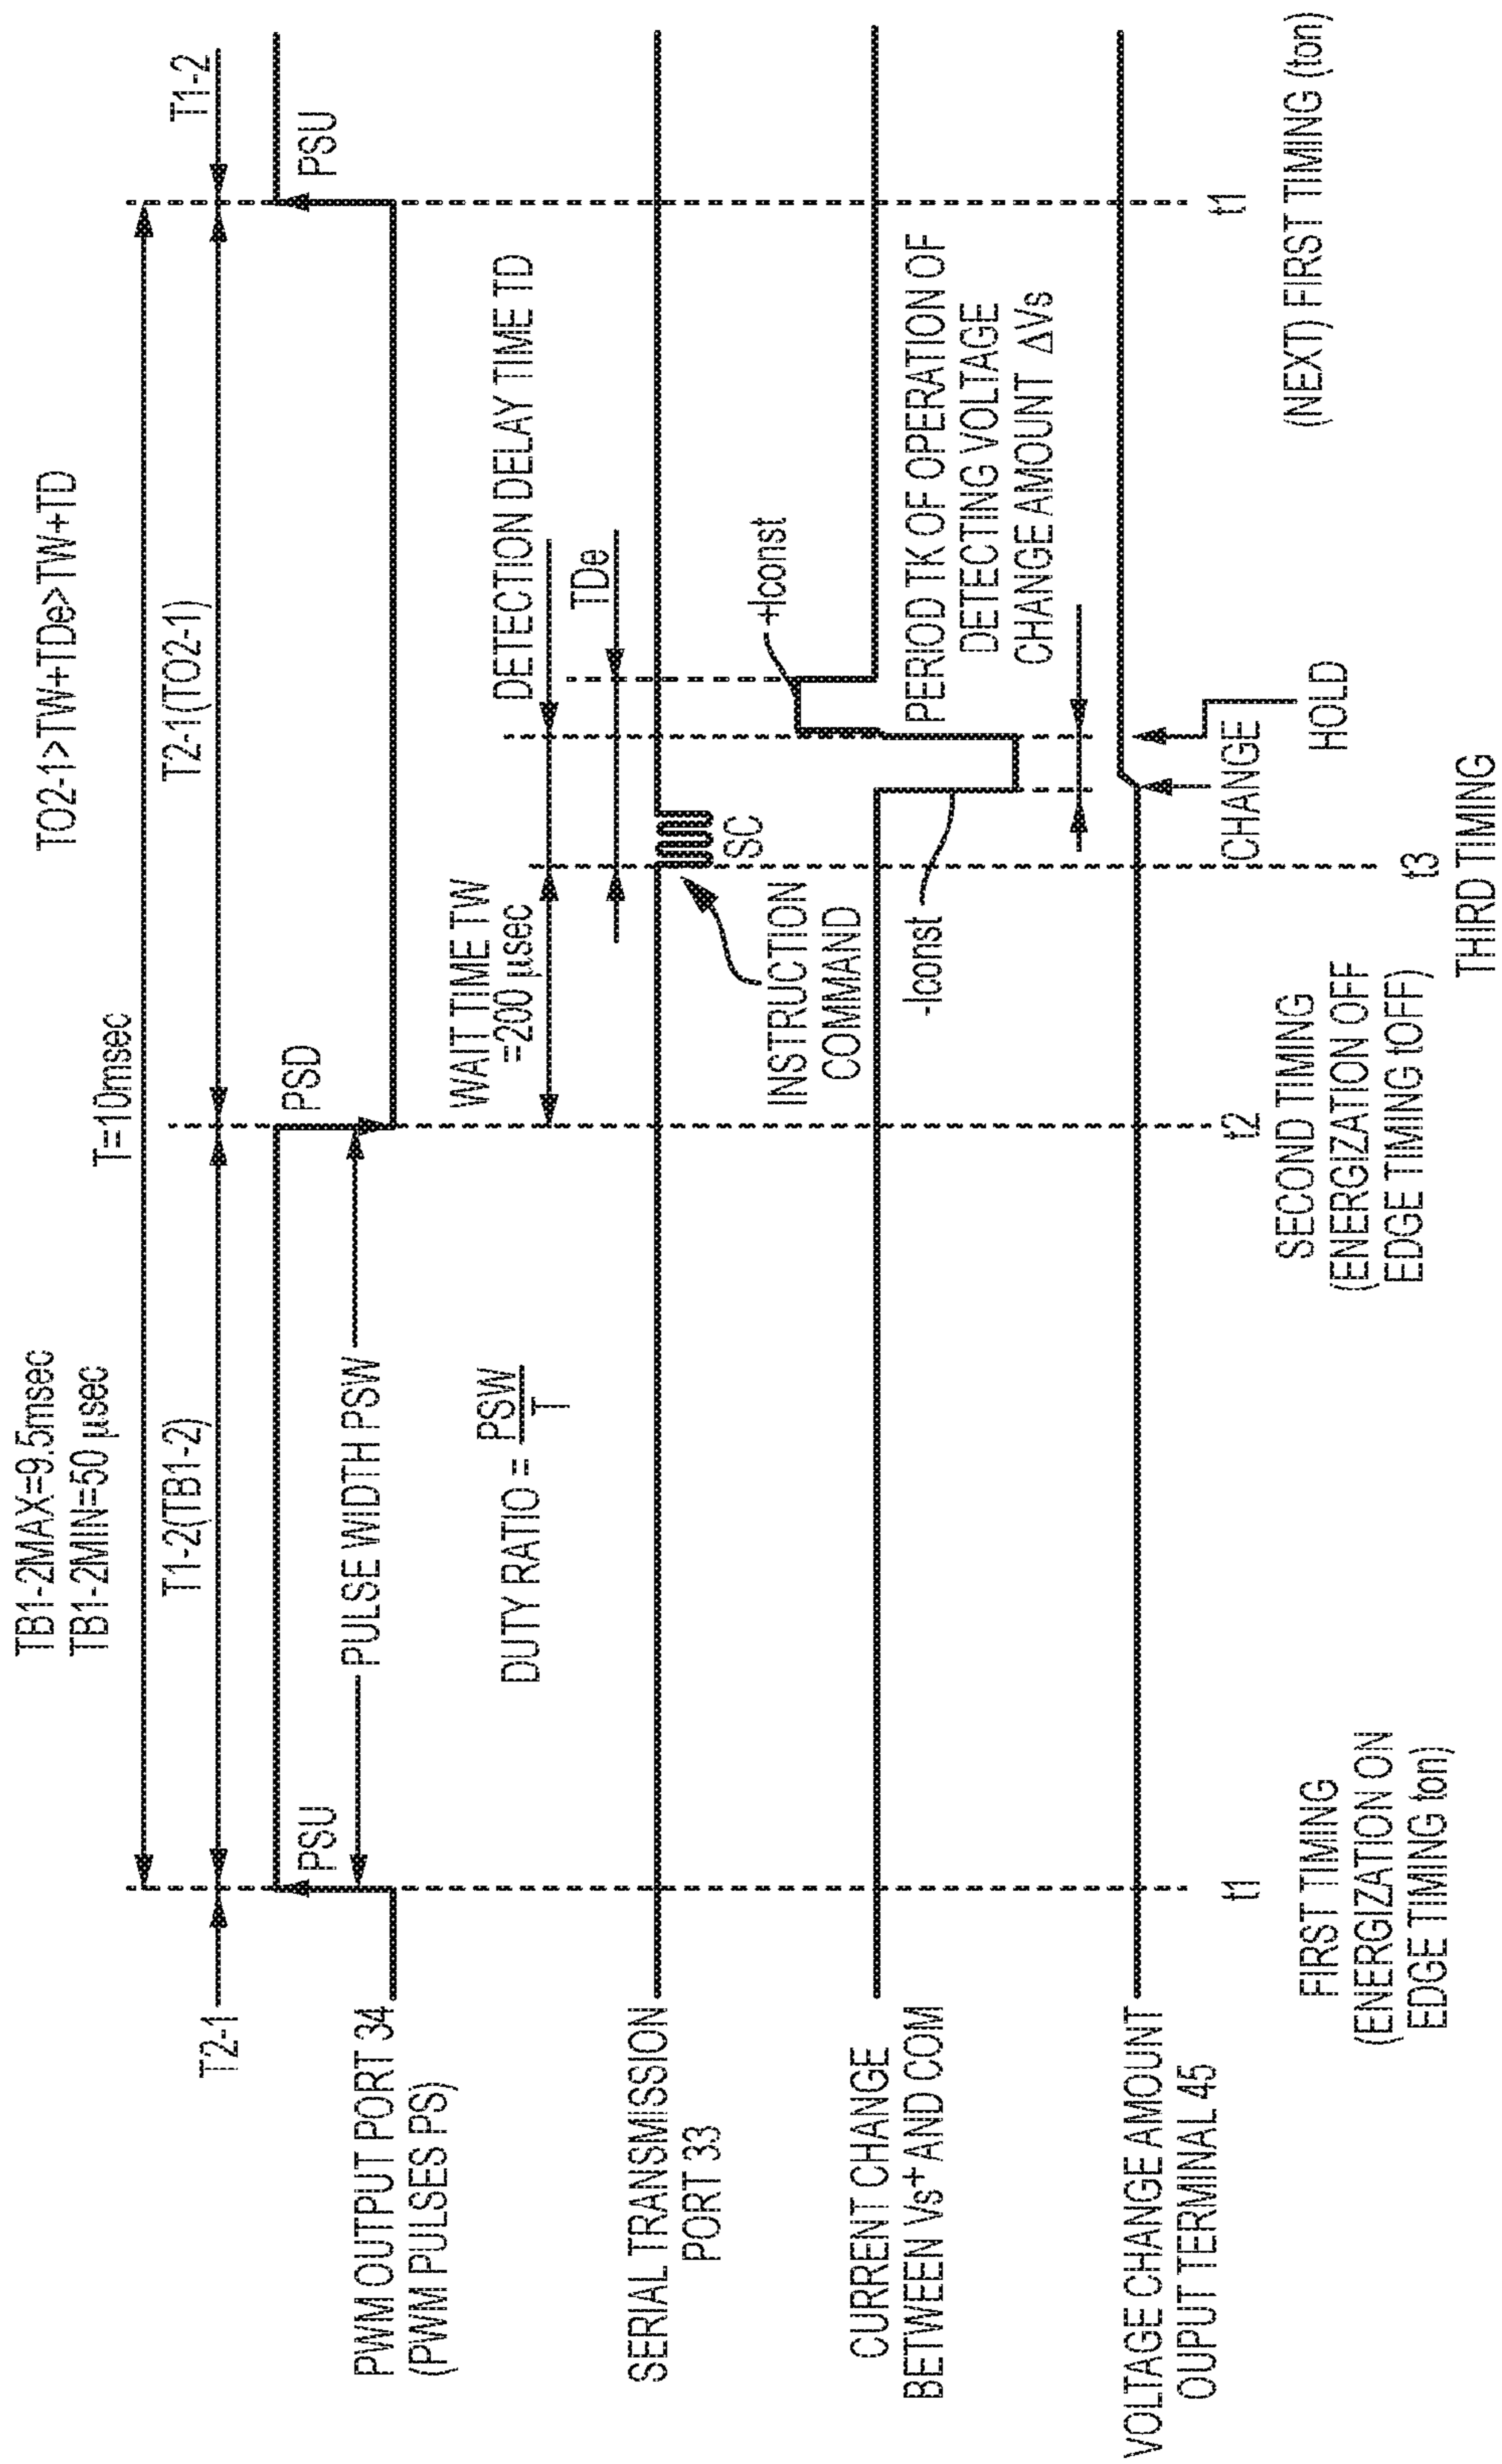 TB1-2MAX=9.5msec
TB1-2MIN=50 μsec
T=10msec
TO2-1>TW+TDe>TW+TD
T2-1
T1-2(TB1-2)
T2-1(TO2-1)
T1-2
PSU
PSD
PSU
PWM OUTPUT PORT 34
(PWM PULSES PS)
PULSE WIDTH PSW
DUTY RATIO = PSW
T
WAIT TIME TW
=200 μsec
DETECTION DELAY TIME TD
TDe
SERIAL TRANSMISSION
PORT 33
SC
INSTRUCTION
COMMAND
+Iconst
-Iconst
CURRENT CHANGE
BETWEEN Vs+ AND COM
PERIOD TK OF OPERATION OF
DETECTING VOLTAGE
CHANGE AMOUNT ΔVs
VOLTAGE CHANGE AMOUNT
OUPUT TERMINAL 45
CHANGE
HOLD
t1
t2
t3
t1
FIRST TIMING
(ENERGIZATION ON
EDGE TIMING ton)
SECOND TIMING
(ENERGIZATION OFF
EDGE TIMING tOFF)
THIRD TIMING
(NEXT) FIRST TIMING (ton)